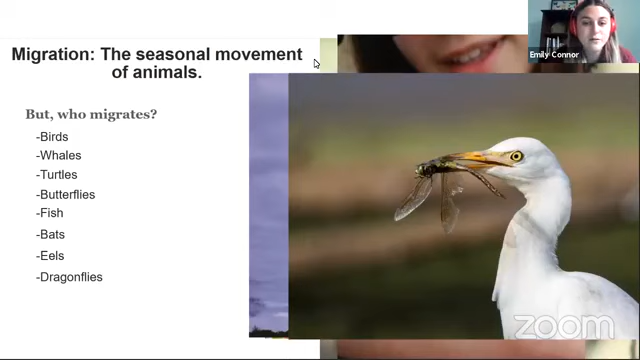 Emily Connor
Migration: The seasonal movement
of animals.
But, who migrates?
-Birds
-Whales
-Turtles
-Butterflies
-Fish
-Bats
-Eels
-Dragonflies
zoom